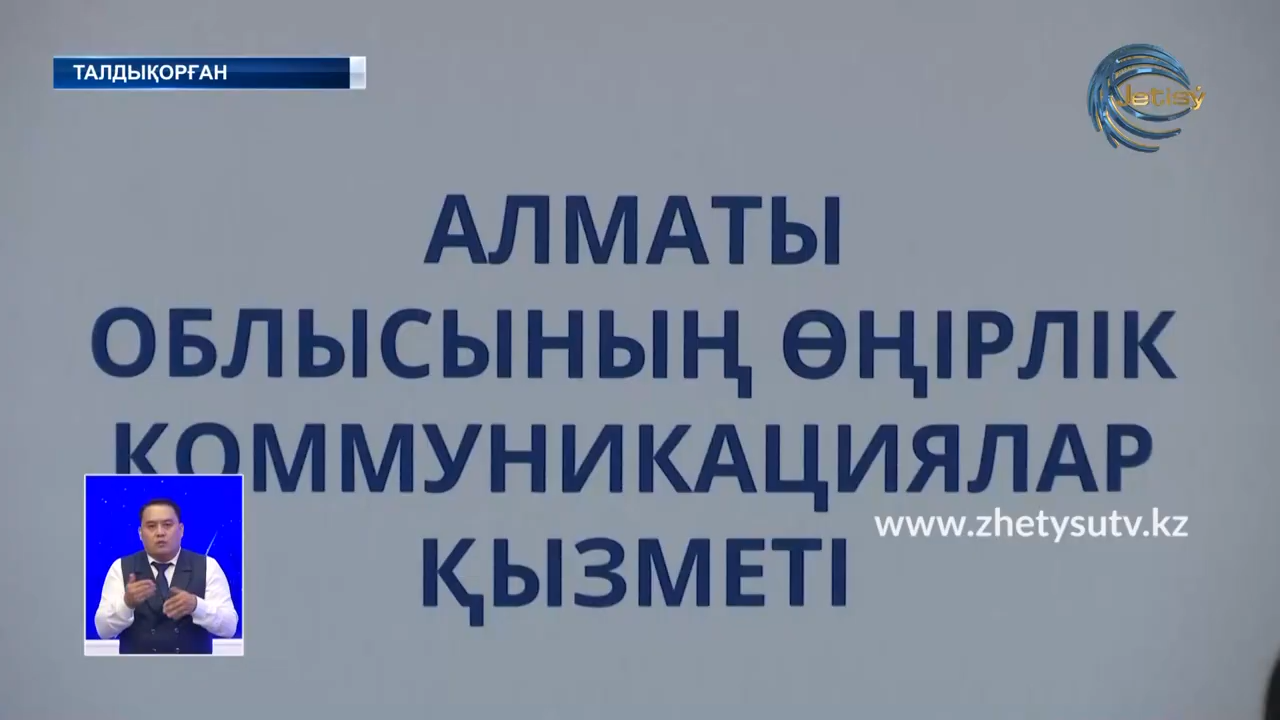 ТАЛДЫҚОРҒАН
Jetisý
АЛМАТЫ
ОБЛЫСЫНЫҢ ӨҢІРЛІК
КОММУНИКАЦИЯЛАР
www.zhetysutv.kz
ҚЫЗМЕТІ